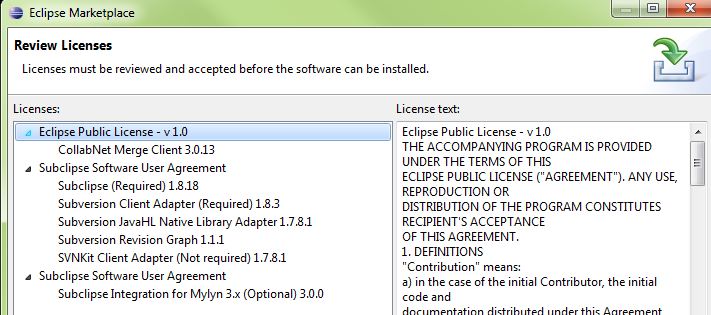 Eclipse Marketplace
Review Licenses
Licenses must be reviewed and accepted before the software can be installed.
Licenses:
Eclipse Public License - v 1.0
CollabNet Merge Client 3.0.13
Subclipse Software User Agreement
Subclipse (Required) 1.8.18
Subversion Client Adapter (Required) 1.8.3
Subversion JavaHL Native Library Adapter 1.7.8.1
Subversion Revision Graph 1.1.1
SVNKit Client Adapter (Not required) 1.7.8.1
Subclipse Software User Agreement
Subclipse Integration for Mylyn 3.x (Optional) 3.0.0
License text:
Eclipse Public License - v 1.0
THE ACCOMPANYING PROGRAM IS PROVIDED
UNDER THE TERMS OF THIS
ECLIPSE PUBLIC LICENSE ("AGREEMENT"). ANY USE,
REPRODUCTION OR
DISTRIBUTION OF THE PROGRAM CONSTITUTES
RECIPIENT'S ACCEPTANCE
OF THIS AGREEMENT.
1. DEFINITIONS
"Contribution" means:
a) in the case of the initial Contributor, the initial
code and
documentation distributed under this Agreement